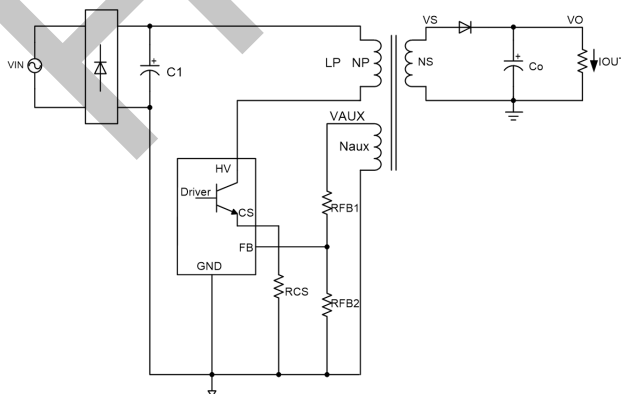 VS
VO
VIN
C1
LP
NP
NS
Co
IOUT
VAUX
Naux
HV
Driver
CS
RFB1
FB
GND
RCS
RFB2